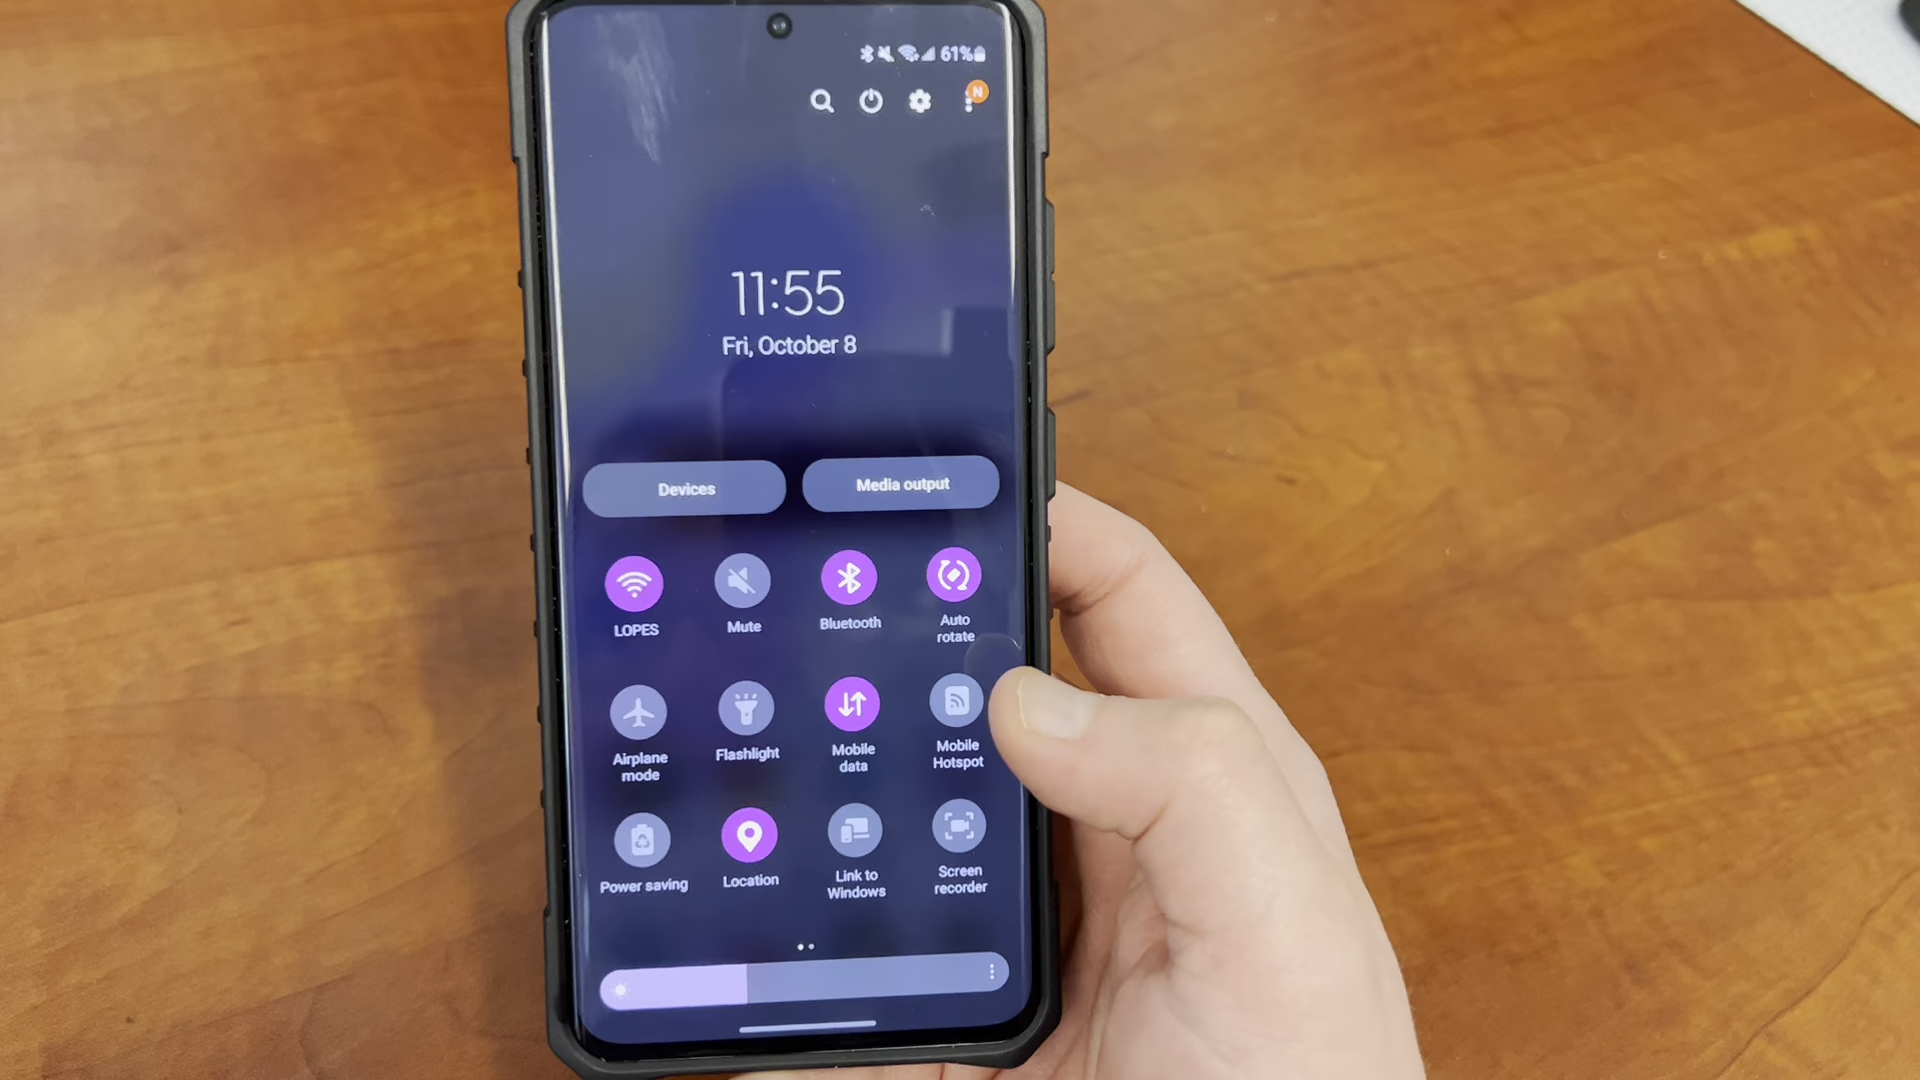 61%
N
11:55
Fri, October 8
Devices
Media output
LOPES
Mute
Bluetooth
Auto
rotate
Airplane
mode
Flashlight
Mobile
data
Mobile
Hotspot
Power saving
Location
Link to
Windows
Screen
recorder